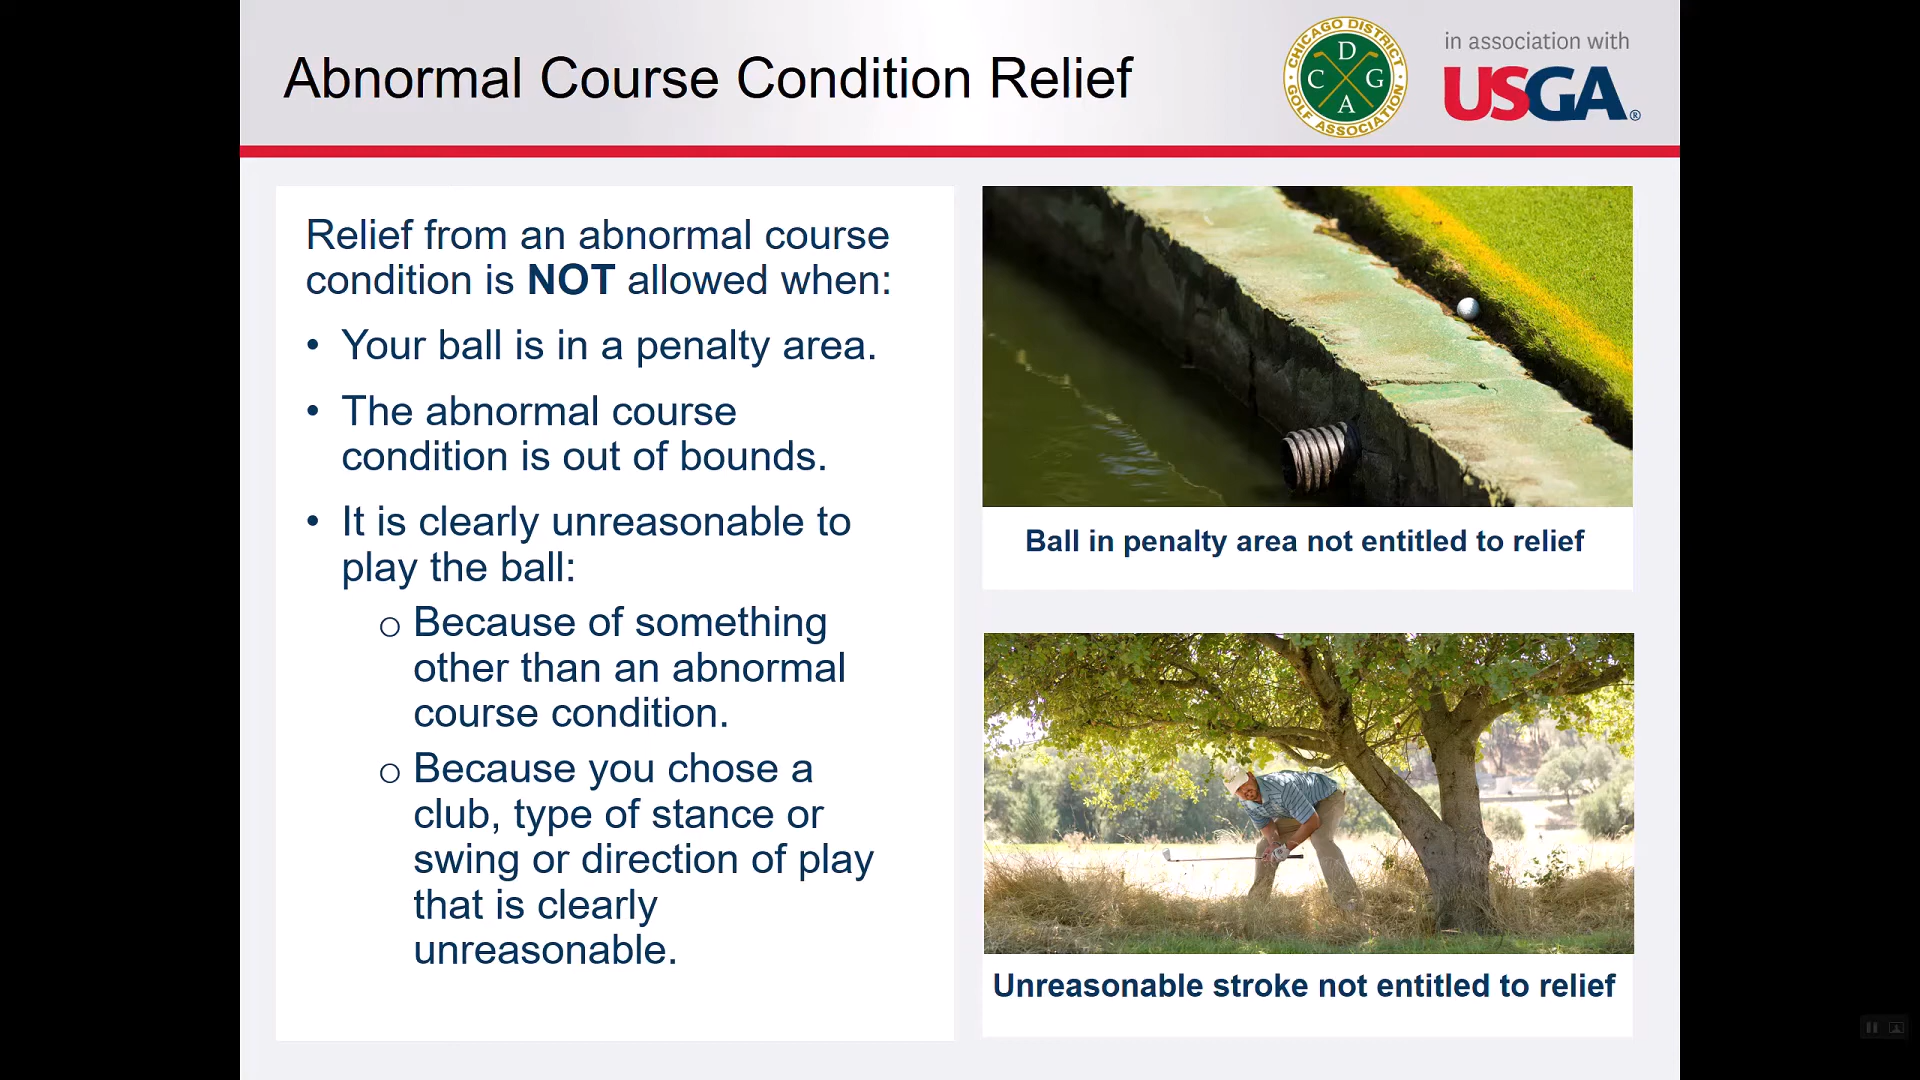 Abnormal Course Condition Relief
CHICAGO DISTRICT
GOLF ASSOCIATION
D
C G
A
in association with
USGA®
Relief from an abnormal course
condition is NOT allowed when:
• Your ball is in a penalty area.
• The abnormal course
condition is out of bounds.
• It is clearly unreasonable to
play the ball:
o Because of something
other than an abnormal
course condition.
o Because you chose a
club, type of stance or
swing or direction of play
that is clearly
unreasonable.
Ball in penalty area not entitled to relief
Unreasonable stroke not entitled to relief